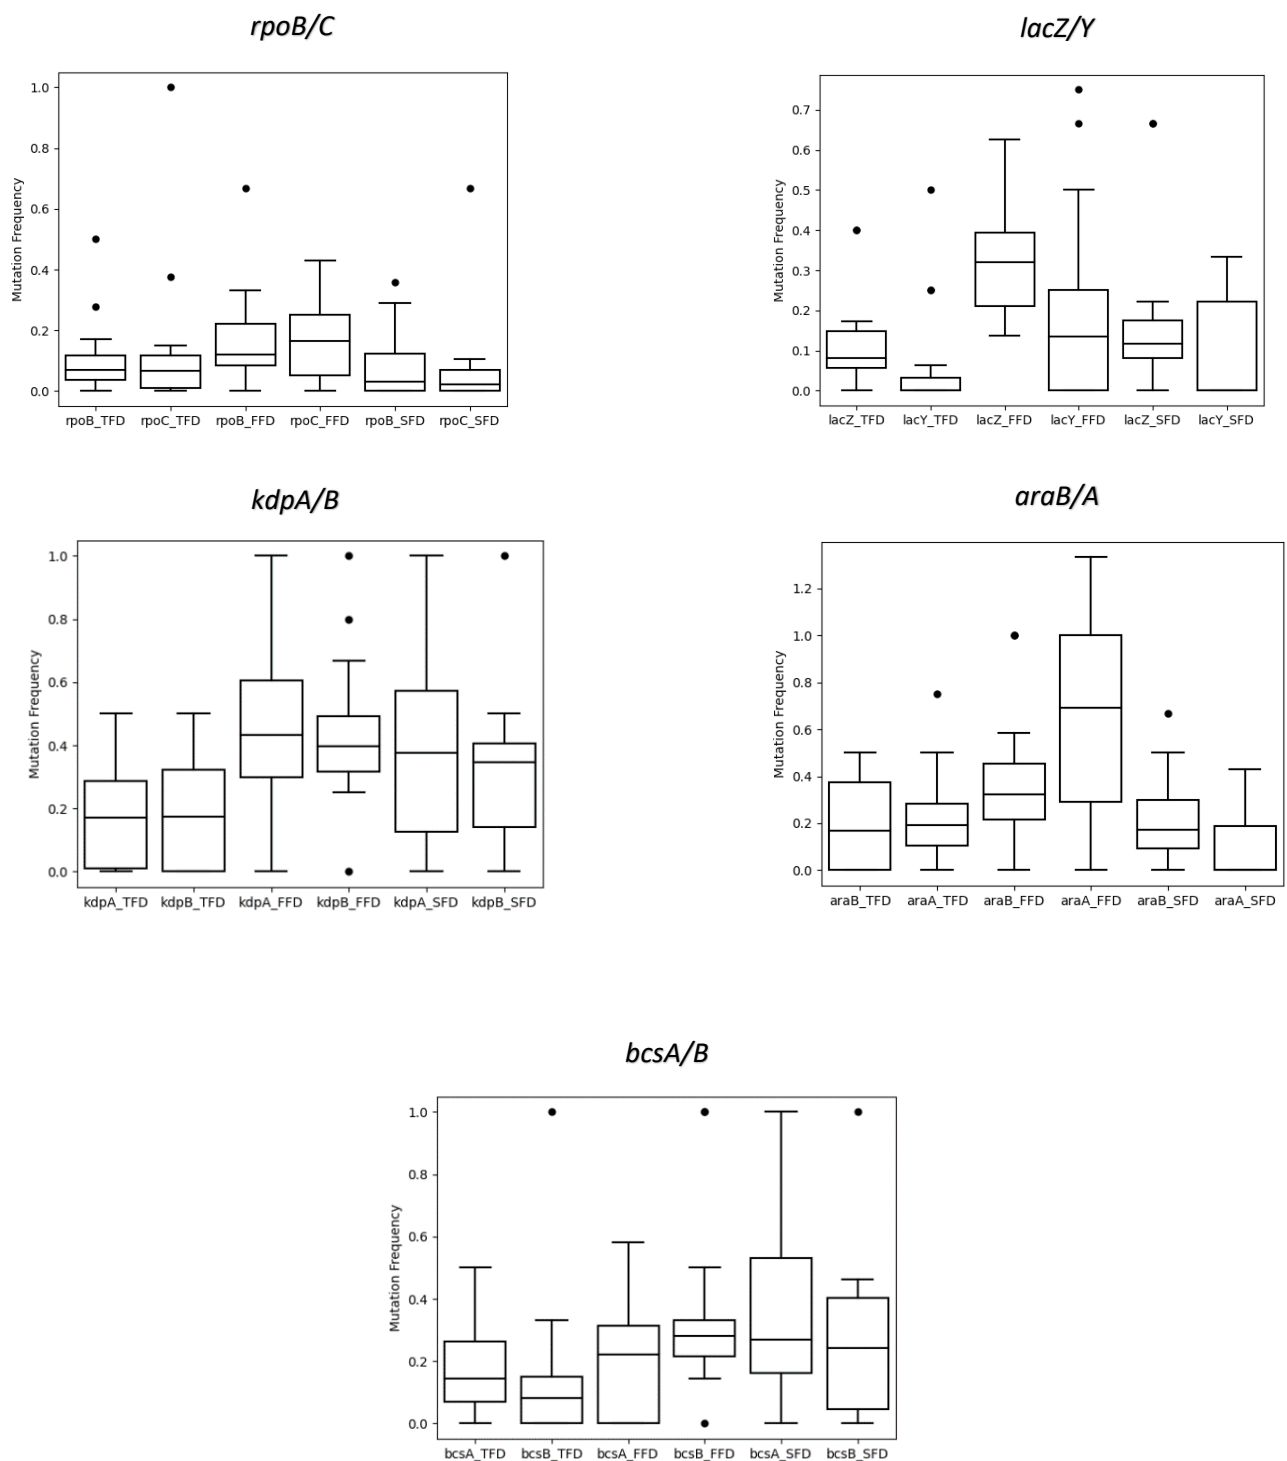 rpoB/C
Mutation Frequency
1.0
0.8
0.6
0.4
0.2
0.0
rpoB_TFD rpoC_TFD rpoB_FFD rpoC_FFD rpoB_SFD rpoC_SFD
lacZ/Y
Mutation Frequency
0.7
0.6
0.5
0.4
0.3
0.2
0.1
0.0
lacZ_TFD lacY_TFD lacZ_FFD lacY_FFD lacZ_SFD lacY_SFD
kdpA/B
Mutation Frequency
1.0
0.8
0.6
0.4
0.2
0.0
kdpA_TFD kdpB_TFD kdpA_FFD kdpB_FFD kdpA_SFD kdpB_SFD
araB/A
Mutation Frequency
1.2
1.0
0.8
0.6
0.4
0.2
0.0
araB_TFD araA_TFD araB_FFD araA_FFD araB_SFD araA_SFD
bcsA/B
Mutation Frequency
1.0
0.8
0.6
0.4
0.2
0.0
bcsA_TFD bcsB_TFD bcsA_FFD bcsB_FFD bcsA_SFD bcsB_SFD